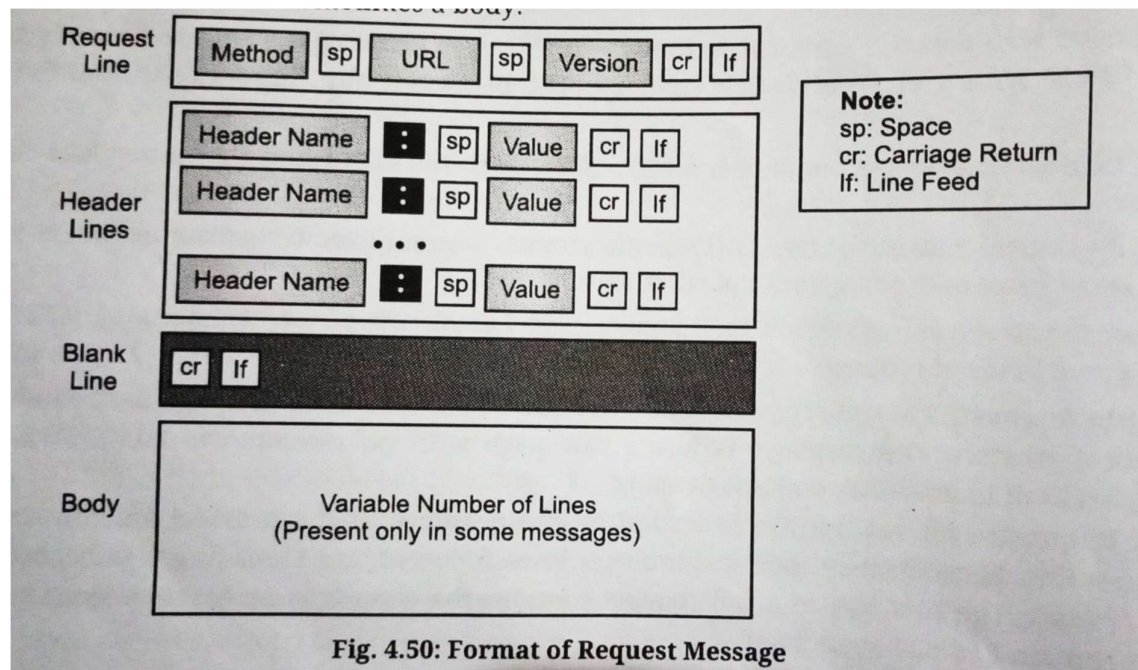 a body.
Request Line Method sp URL sp Version cr lf
Header Lines
Header Name : sp Value cr lf
Header Name : sp Value cr lf
...
Header Name : sp Value cr lf
Blank Line cr lf
Body
Variable Number of Lines
(Present only in some messages)
Note:
sp: Space
cr: Carriage Return
lf: Line Feed
Fig. 4.50: Format of Request Message